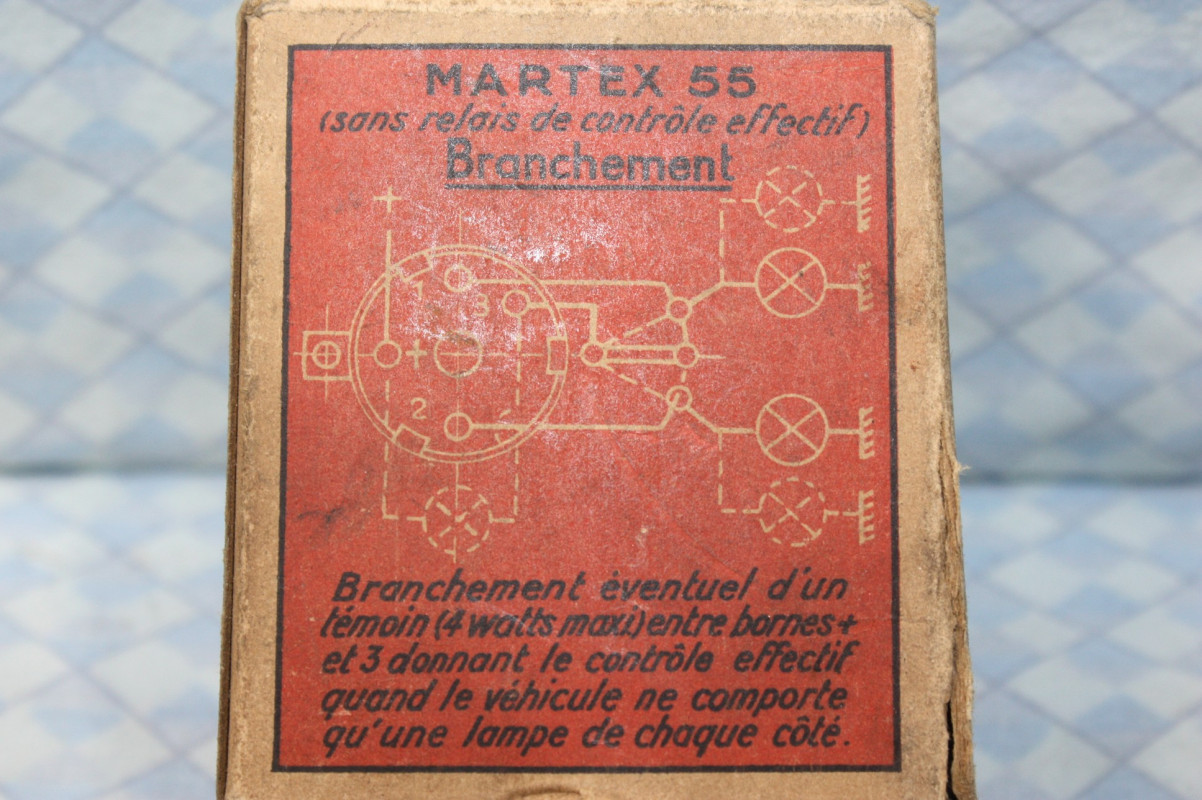 MARTEX 55
(sans relais de contrôle effectif)
Branchement
+
1
3
+
2
Branchement éventuel d'un
témoin (4 watts maxi) entre bornes +
et 3 donnant le contrôle effectif
quand le véhicule ne comporte
qu'une lampe de chaque côté.